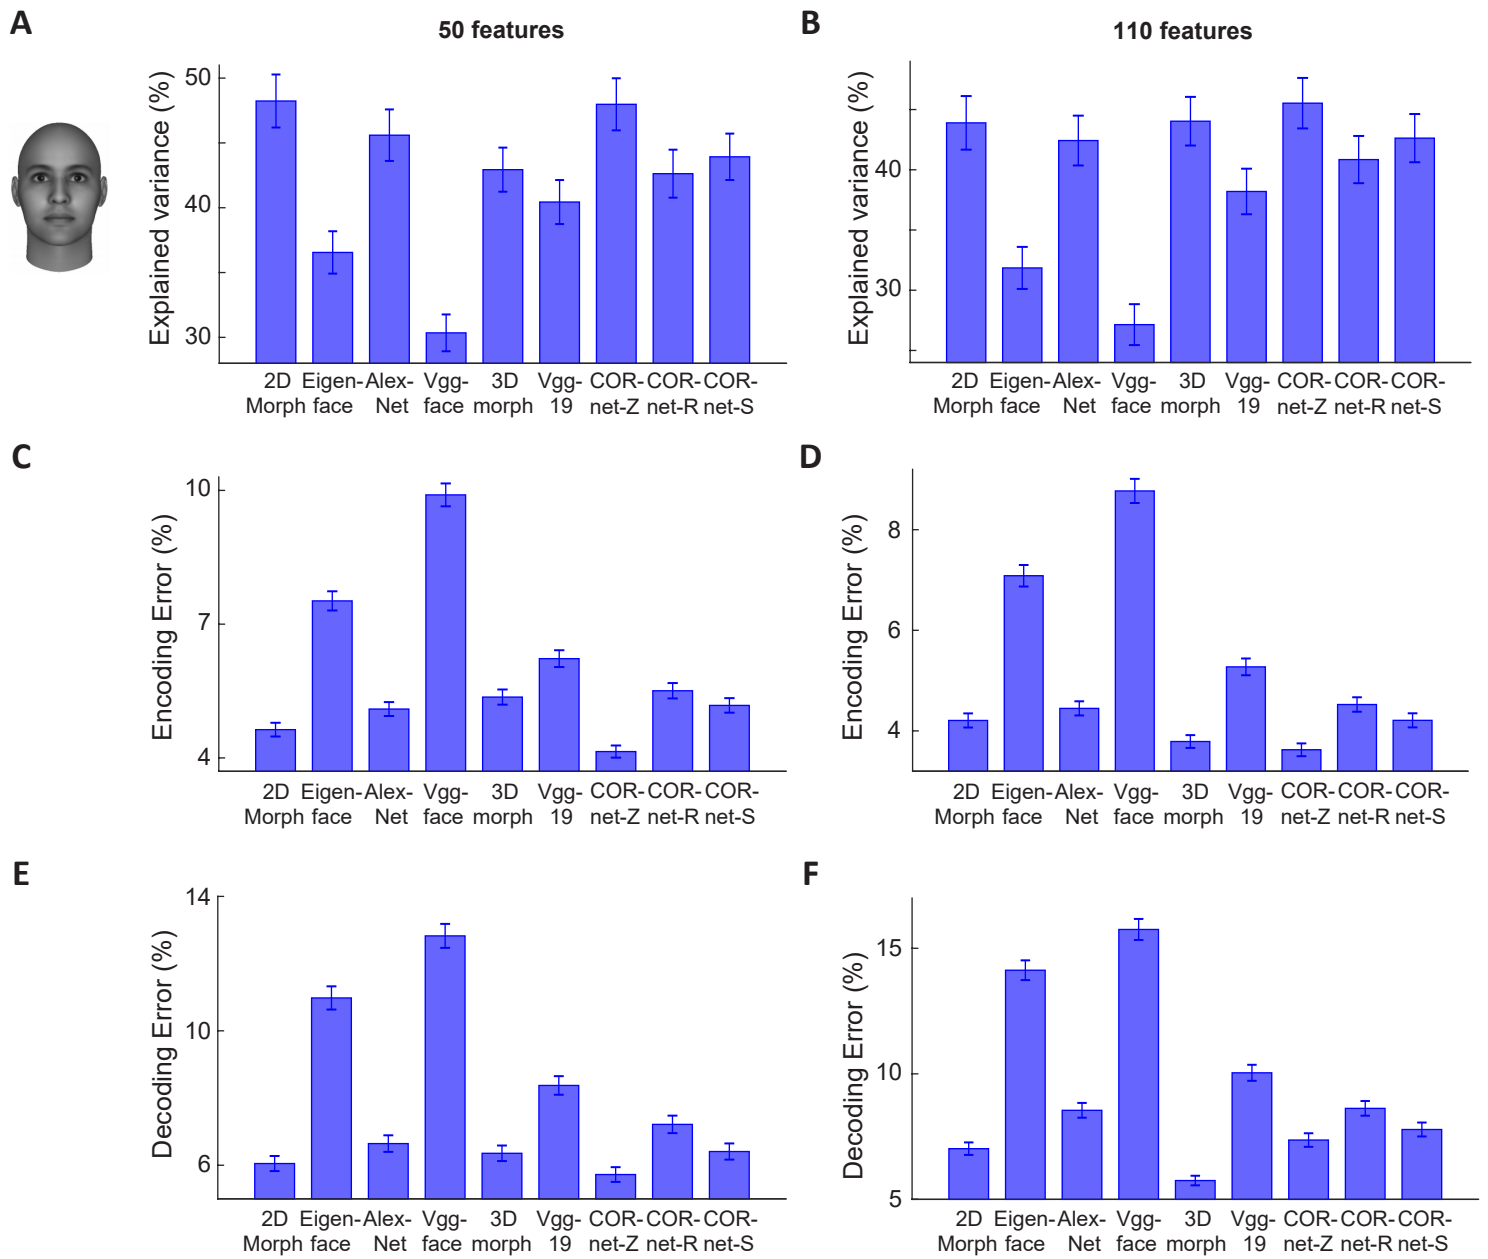 A
50 features
B
110 features
Explained variance (%)
50
40
30
2D Eigen- Alex- Vgg- 3D Vgg- COR- COR- COR-
Morph face Net face morph 19 net-Z net-R net-S
Explained variance (%)
40
30
2D Eigen- Alex- Vgg- 3D Vgg- COR- COR- COR-
Morph face Net face morph 19 net-Z net-R net-S
C
Encoding Error (%)
10
7
4
2D Eigen- Alex- Vgg- 3D Vgg- COR- COR- COR-
Morph face Net face morph 19 net-Z net-R net-S
D
Encoding Error (%)
8
6
4
2D Eigen- Alex- Vgg- 3D Vgg- COR- COR- COR-
Morph face Net face morph 19 net-Z net-R net-S
E
Decoding Error (%)
14
10
6
2D Eigen- Alex- Vgg- 3D Vgg- COR- COR- COR-
Morph face Net face morph 19 net-Z net-R net-S
F
Decoding Error (%)
15
10
5
2D Eigen- Alex- Vgg- 3D Vgg- COR- COR- COR-
Morph face Net face morph 19 net-Z net-R net-S